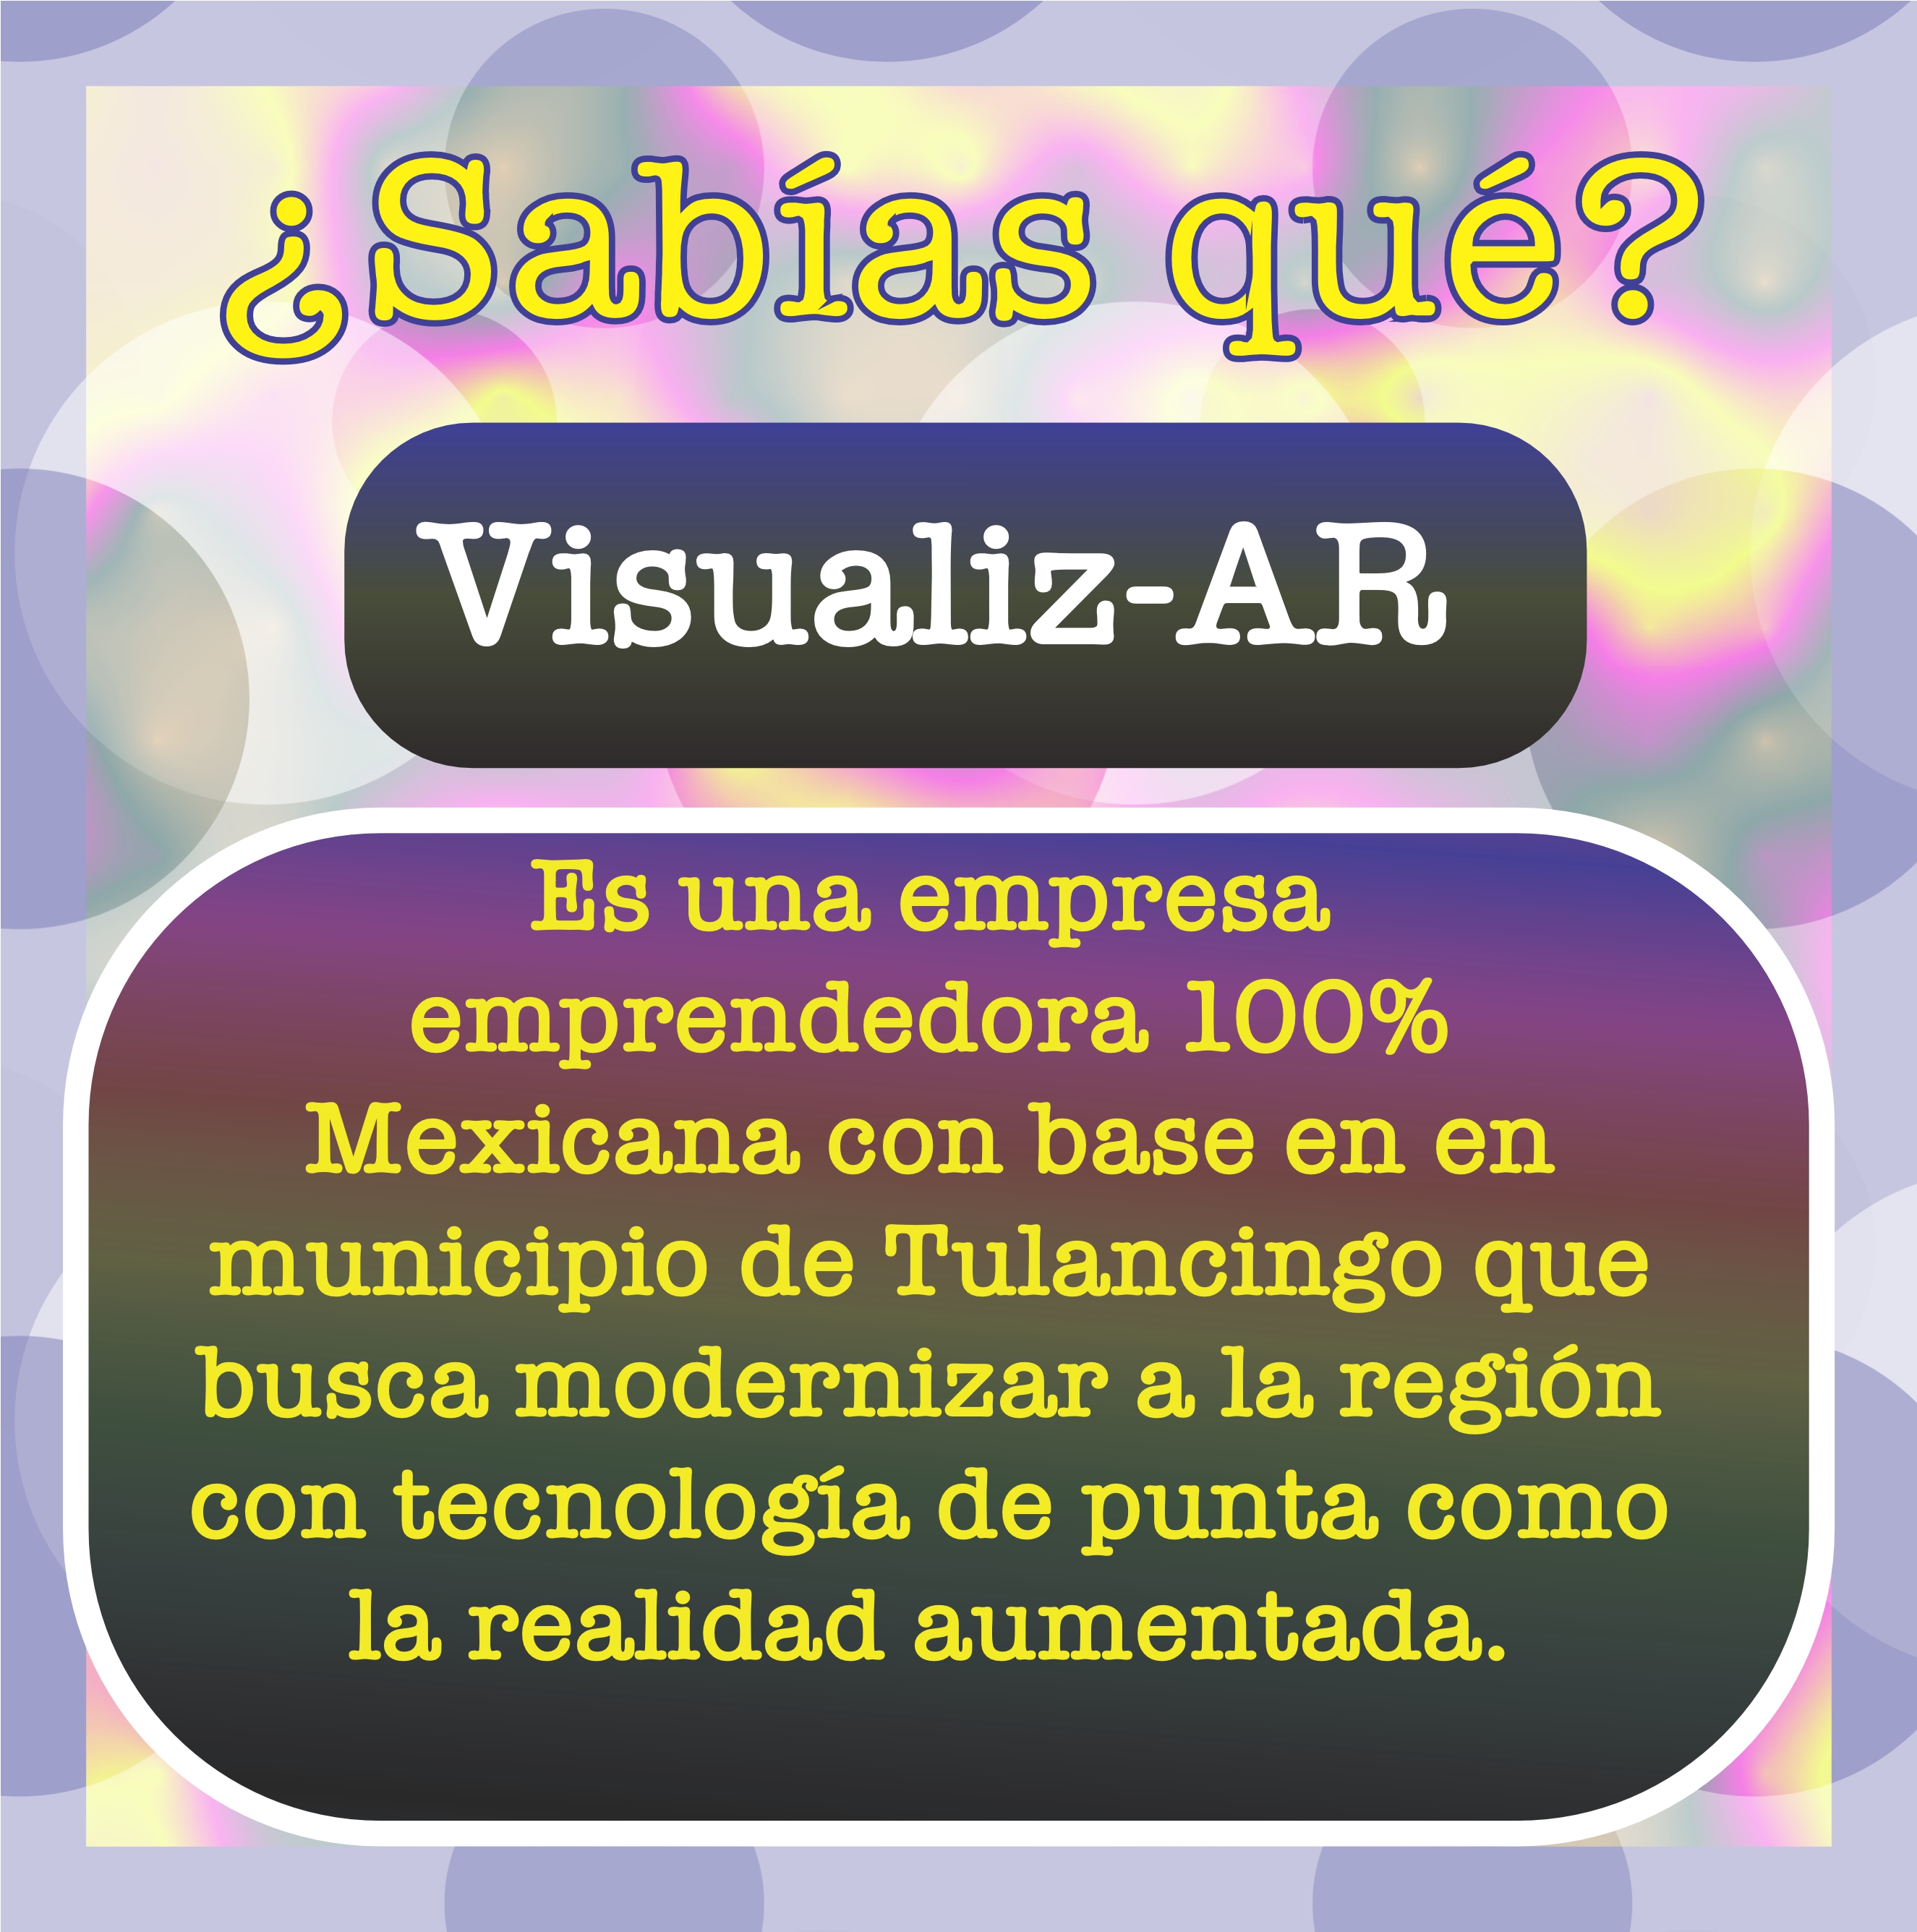 ¿Sabías qué?
Visualiz-AR
Es una empresa
emprendedora 100%
Mexicana con base en en
municipio de Tulancingo que
busca modernizar a la región
con tecnología de punta como
la realidad aumentada.